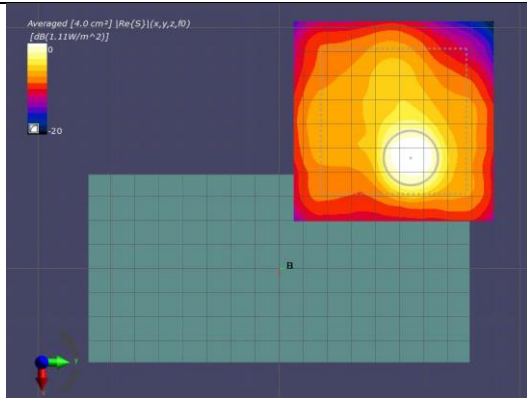 Averaged [4.0 cm²] |Re{S}|(x,y,z,f0)
[dB(1.11W/m^2)]
0
-20
B
y
x